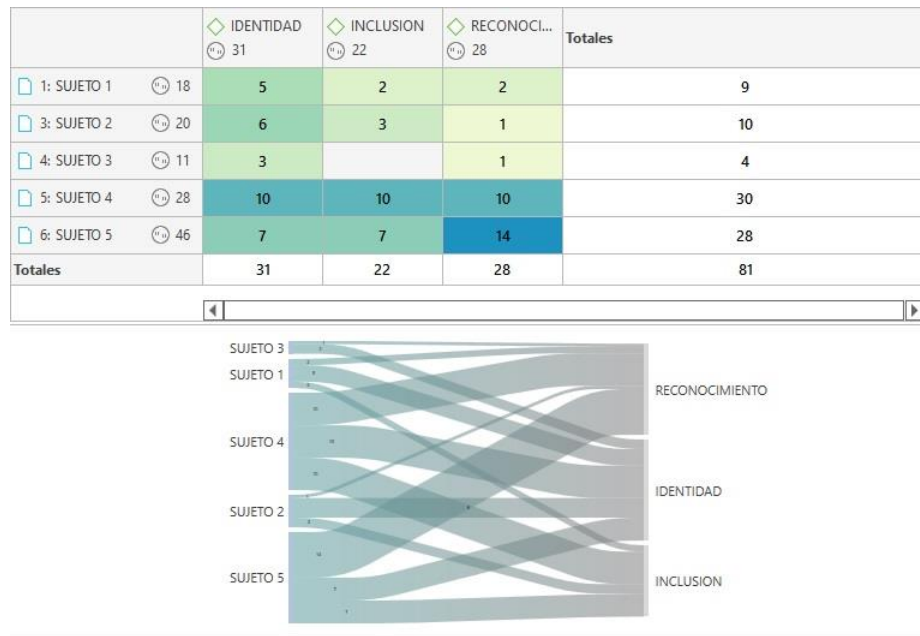 IDENTIDAD INCLUSION RECONOCI... Totales
31 22 28
1: SUJETO 1 18 5 2 2 9
3: SUJETO 2 20 6 3 1 10
4: SUJETO 3 11 3 1 4
5: SUJETO 4 28 10 10 10 30
6: SUJETO 5 46 7 7 14 28
Totales 31 22 28 81
SUJETO 3
SUJETO 1
RECONOCIMIENTO
SUJETO 4
IDENTIDAD
SUJETO 2
SUJETO 5
INCLUSION